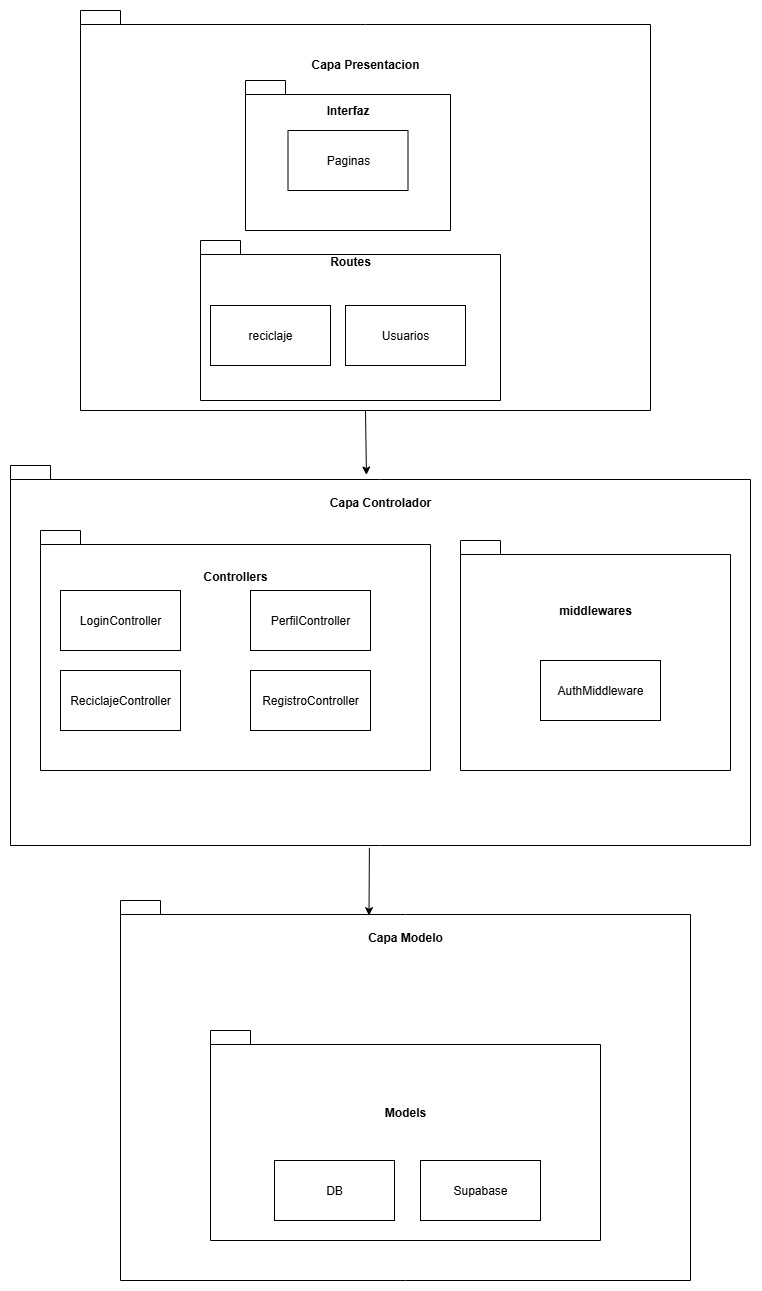 Capa Presentacion
Interfaz
Paginas
Routes
reciclaje
Usuarios
Capa Controlador
Controllers
LoginController
PerfilController
ReciclajeController
RegistroController
middlewares
AuthMiddleware
Capa Modelo
Models
DB
Supabase